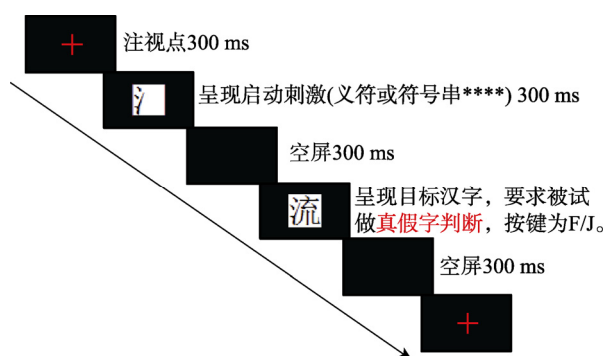 注视点300 ms
氵
呈现启动刺激(义符或符号串****) 300 ms
空屏300 ms
流
呈现目标汉字，要求被试
做真假字判断，按键为F/J。
空屏300 ms